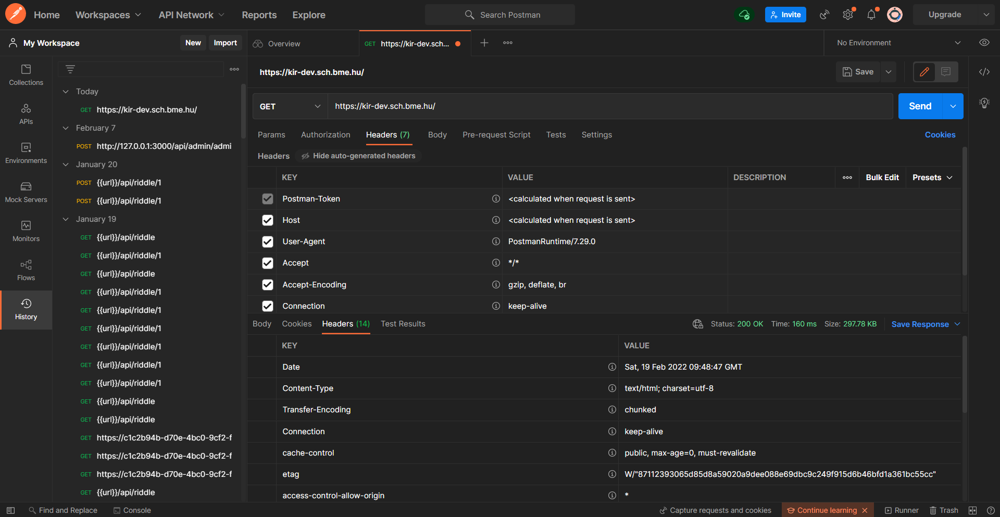 Home
Workspaces
API Network
Reports
Explore
Search Postman
Invite
Upgrade
My Workspace
New
Import
Overview
GET https://kir-dev.sch....
No Environment
Collections
APIs
Environments
Mock Servers
Monitors
Flows
History
Today
GET https://kir-dev.sch.bme.hu/
February 7
POST http://127.0.0.1:3000/api/admin/admi
January 20
POST {{url}}/api/riddle/1
POST {{url}}/api/riddle/1
January 19
GET {{url}}/api/riddle
GET {{url}}/api/riddle/1
GET {{url}}/api/riddle
GET {{url}}/api/riddle/1
GET {{url}}/api/riddle/1
GET {{url}}/api/riddle/1
GET {{url}}/api/riddle/1
GET {{url}}/api/riddle/1
GET {{url}}/api/riddle/1
GET {{url}}/api/riddle
GET {{url}}/api/riddle
GET https://c1c2b94b-d70e-4bc0-9cf2-f
GET https://c1c2b94b-d70e-4bc0-9cf2-f
GET https://c1c2b94b-d70e-4bc0-9cf2-f
GET {{url}}/api/riddle
https://kir-dev.sch.bme.hu/
Save
GET
https://kir-dev.sch.bme.hu/
Send
Params
Authorization
Headers (7)
Body
Pre-request Script
Tests
Settings
Cookies
Headers
Hide auto-generated headers
KEY VALUE DESCRIPTION
Bulk Edit
Presets
Postman-Token <calculated when request is sent>
Host <calculated when request is sent>
User-Agent PostmanRuntime/7.29.0
Accept */*
Accept-Encoding gzip, deflate, br
Connection keep-alive
Body
Cookies
Headers (14)
Test Results
Status: 200 OK
Time: 160 ms
Size: 297.78 KB
Save Response
KEY VALUE
Date Sat, 19 Feb 2022 09:48:47 GMT
Content-Type text/html; charset=utf-8
Transfer-Encoding chunked
Connection keep-alive
cache-control public, max-age=0, must-revalidate
etag W/"87112393065d85d8a59020a9dee088e69dbc9c249f915d6b46bfd1a361bc55cc"
access-control-allow-origin *
Find and Replace
Console
Capture requests and cookies
Continue learning
Runner
Trash